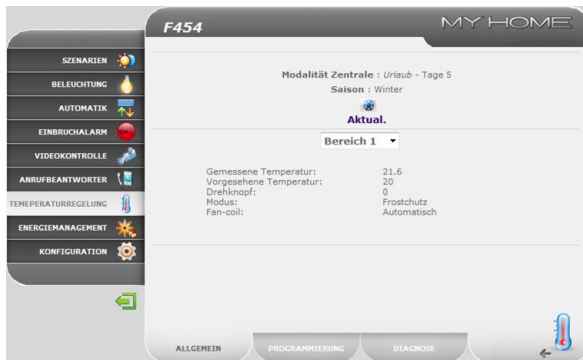 F454
MY HOME
SZENARIEN
BELEUCHTUNG
AUTOMATIK
EINBRUCHALARM
VIDEOKONTROLLE
ANRUFBEANTWORTER
TEMEPERATURREGELUNG
ENERGIEMANAGEMENT
KONFIGURATION
Modalität Zentrale : Urlaub - Tage 5
Saison : Winter
Aktual.
Bereich 1
Gemessene Temperatur: 21.6
Vorgesehene Temperatur: 20
Drehknopf: 0
Modus: Frostchutz
Fan-coil: Automatisch
ALLGEMEIN PROGRAMMIERUNG DIAGNOSE